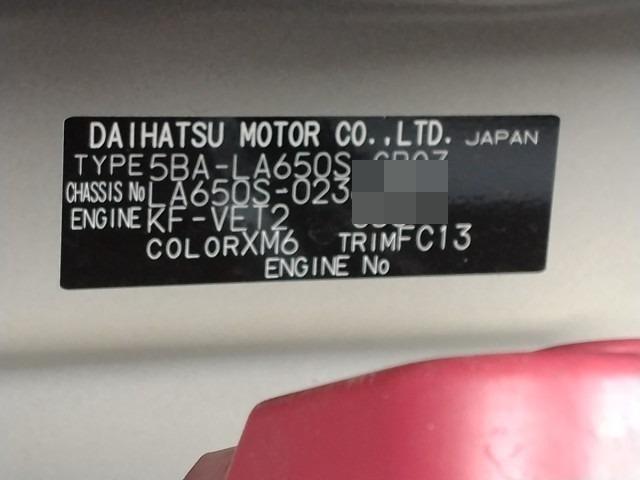 DAIHATSU MOTOR CO.,LTD. JAPAN
TYPE 5BA-LA650S-
CHASSIS No LA650S-023
ENGINE KF-VET2
COLOR XM6 TRIM FC13
ENGINE No